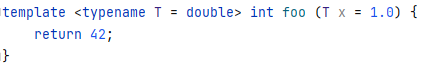 template <typename T = double> int foo (T x = 1.0) {
    return 42;
}